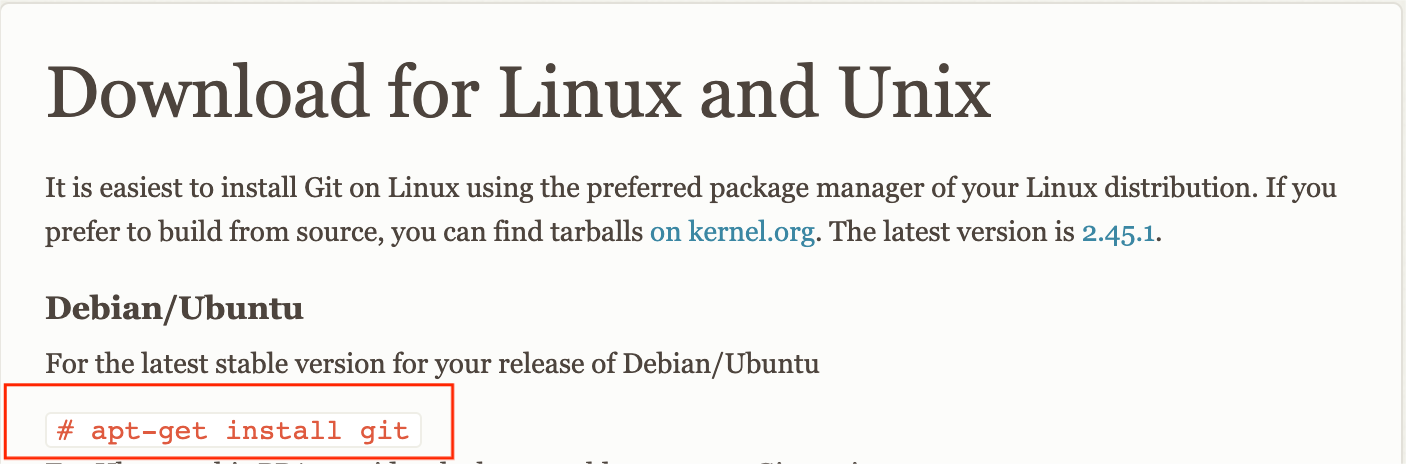 Download for Linux and Unix
It is easiest to install Git on Linux using the preferred package manager of your Linux distribution. If you
prefer to build from source, you can find tarballs on kernel.org. The latest version is 2.45.1.
Debian/Ubuntu
For the latest stable version for your release of Debian/Ubuntu
# apt-get install git